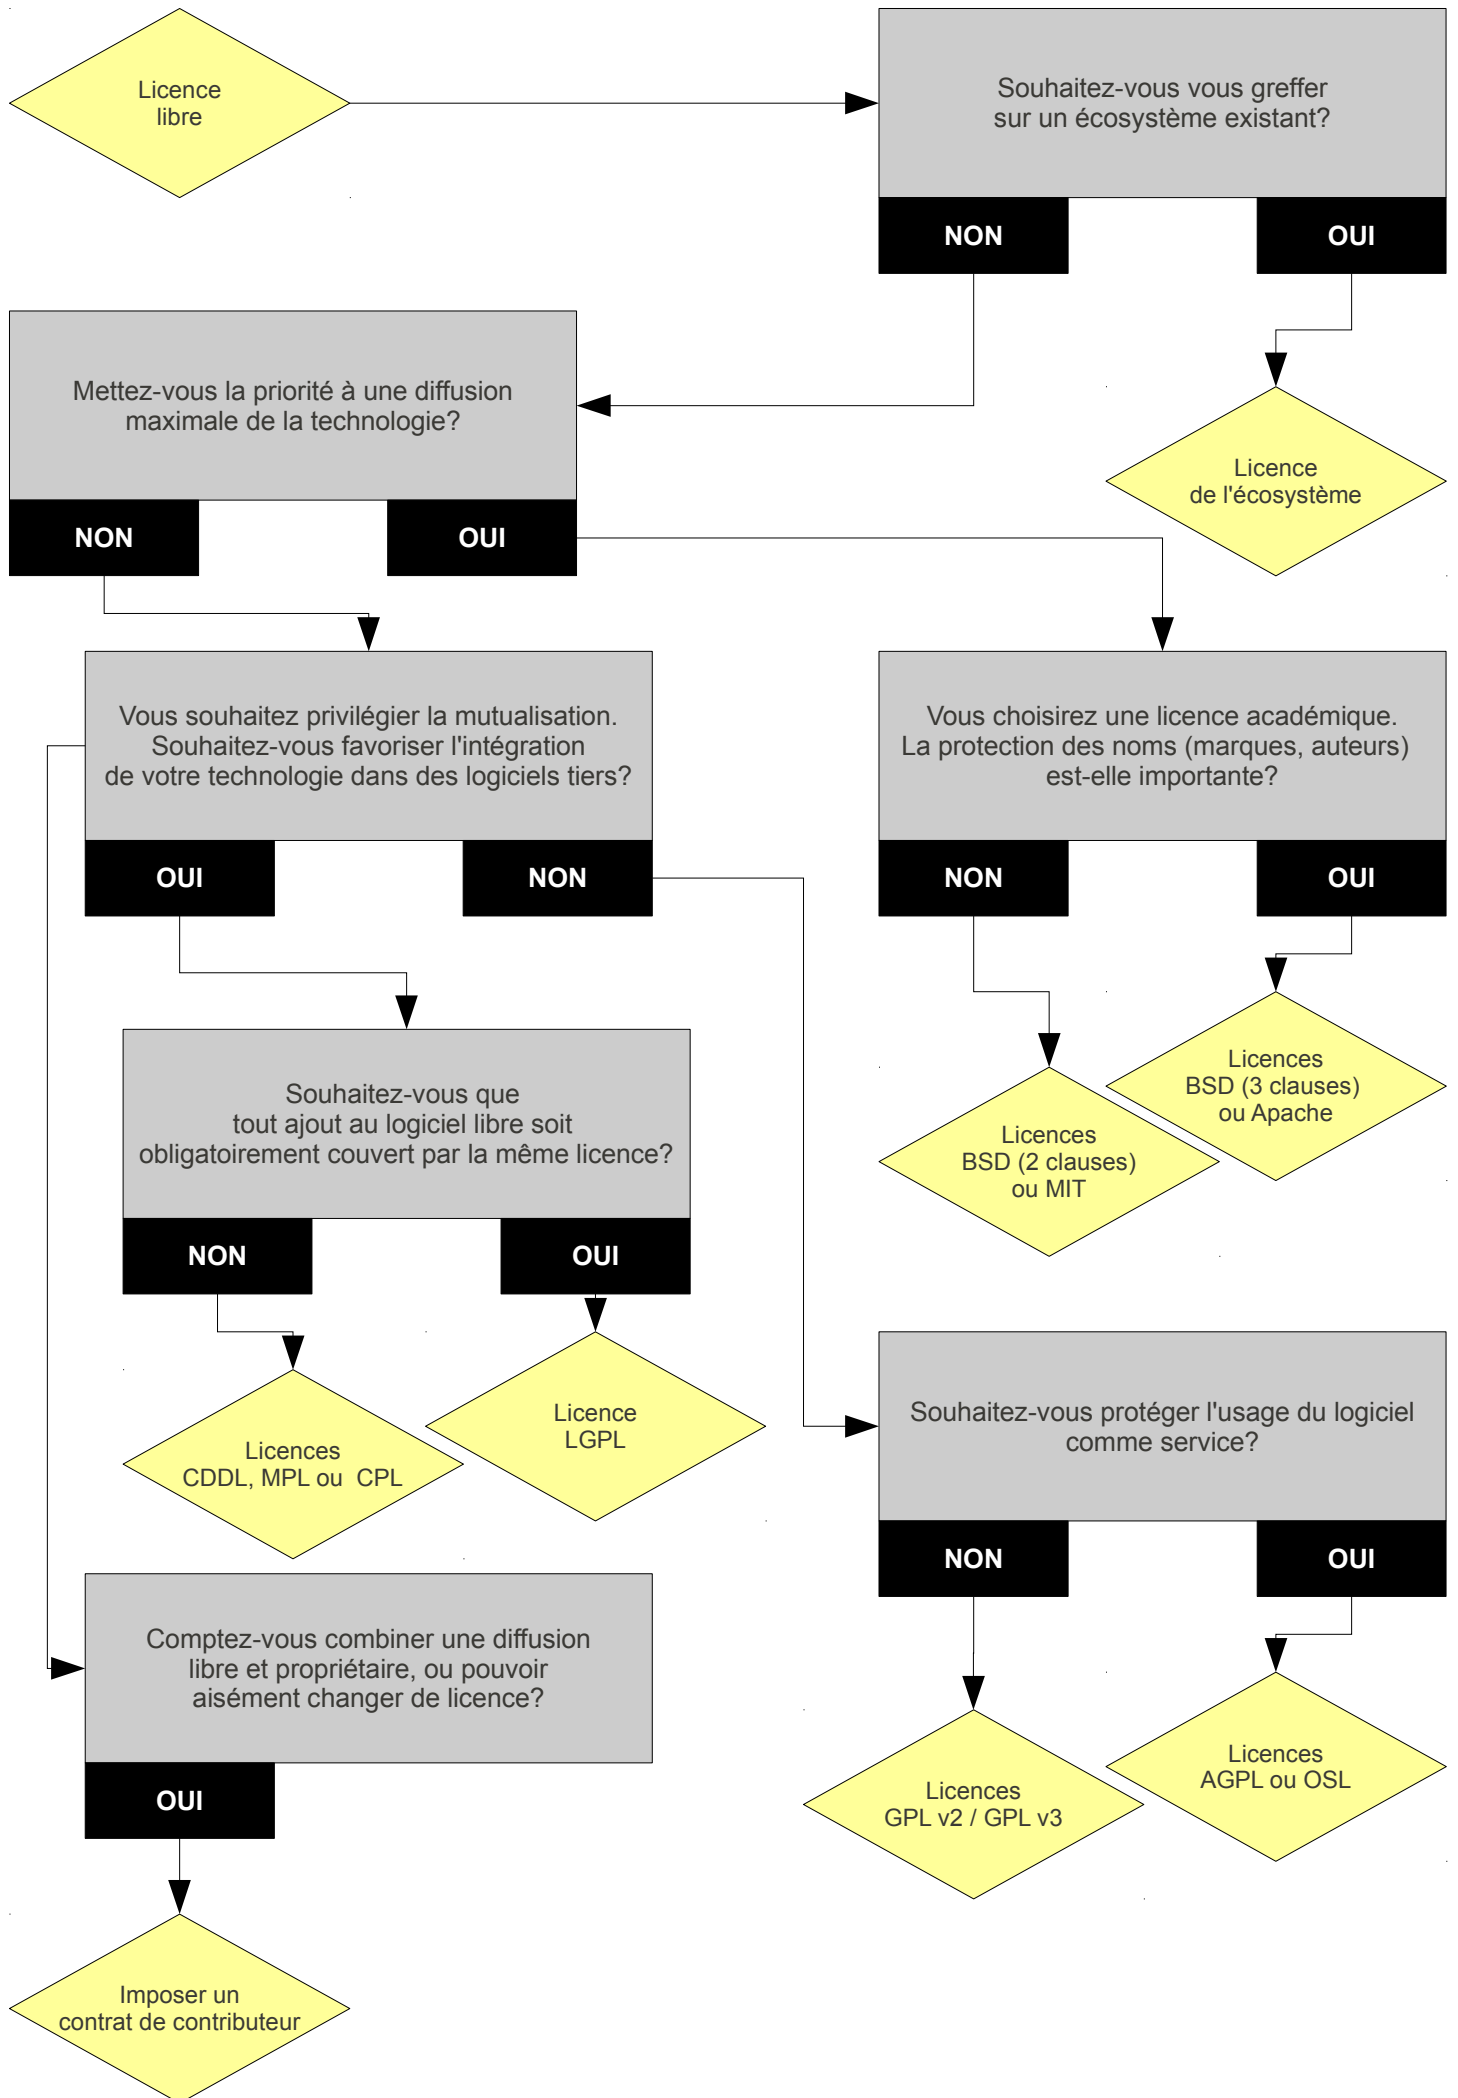 Licence
libre
Souhaitez-vous vous greffer
sur un écosystème existant?
NON
OUI
Mettez-vous la priorité à une diffusion
maximale de la technologie?
NON
OUI
Licence
de l'écosystème
Vous souhaitez privilégier la mutualisation.
Souhaitez-vous favoriser l'intégration
de votre technologie dans des logiciels tiers?
OUI
NON
Vous choisirez une licence académique.
La protection des noms (marques, auteurs)
est-elle importante?
NON
OUI
Licences
BSD (3 clauses)
ou Apache
Licences
BSD (2 clauses)
ou MIT
Souhaitez-vous que
tout ajout au logiciel libre soit
obligatoirement couvert par la même licence?
NON
OUI
Licence
LGPL
Licences
CDDL, MPL ou  CPL
Souhaitez-vous protéger l'usage du logiciel
comme service?
NON
OUI
Comptez-vous combiner une diffusion
libre et propriétaire, ou pouvoir
aisément changer de licence?
OUI
Licences
AGPL ou OSL
Licences
GPL v2 / GPL v3
Imposer un
contrat de contributeur